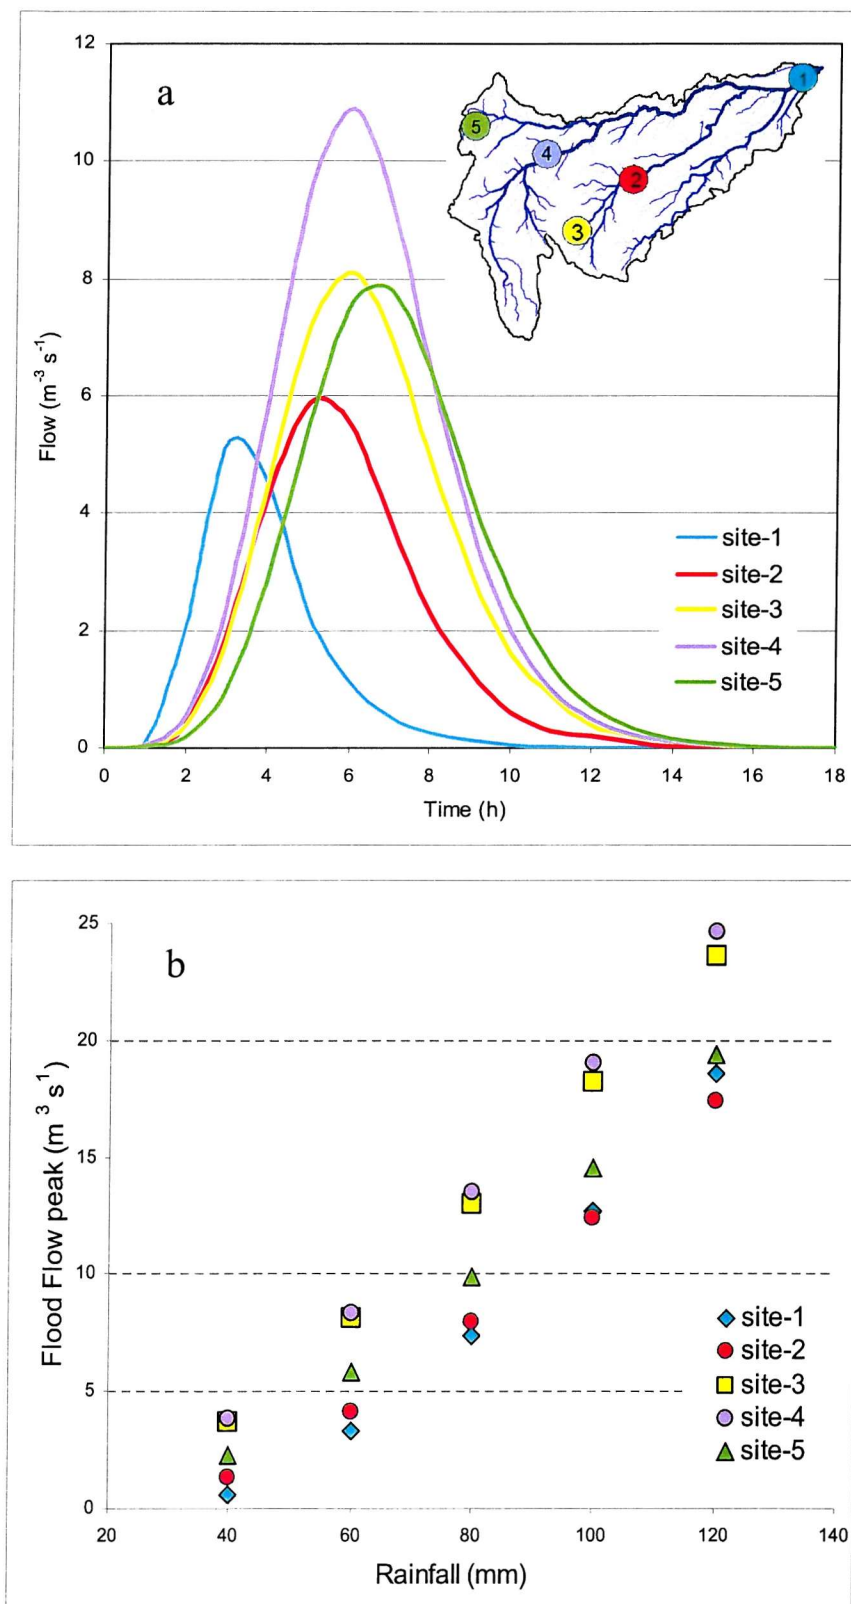 12
a
10
8
6
4
2
0
Flow (m⁻³ s⁻¹)
1
5
4
2
3
site-1
site-2
site-3
site-4
site-5
0 2 4 6 8 10 12 14 16 18
Time (h)
25
b
20
15
10
5
0
Flood Flow peak (m ³ s¹)
site-1
site-2
site-3
site-4
site-5
20 40 60 80 100 120 140
Rainfall (mm)